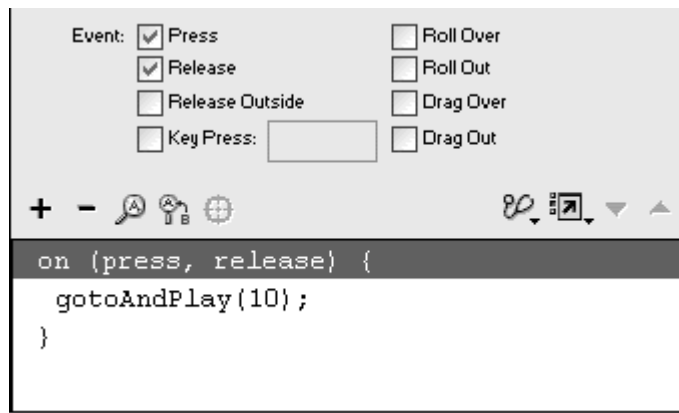 Event: Press Roll Over
Release Roll Out
Release Outside Drag Over
Key Press: Drag Out
on (press, release) {
gotoAndPlay(10);
}